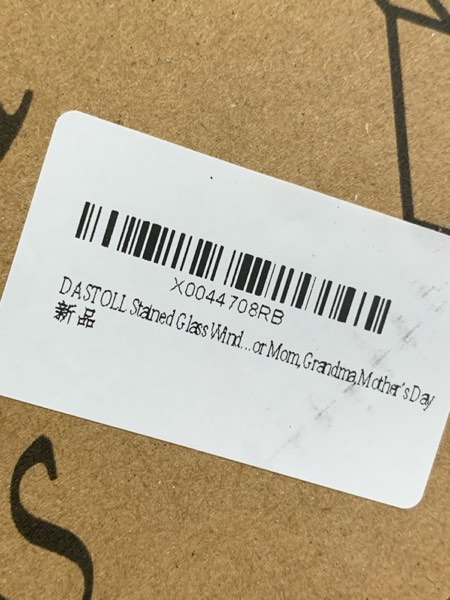 X0044708RB
DASTOLL Stained Glass Wind...or Mom,Grandma,Mother's Day
新品
S